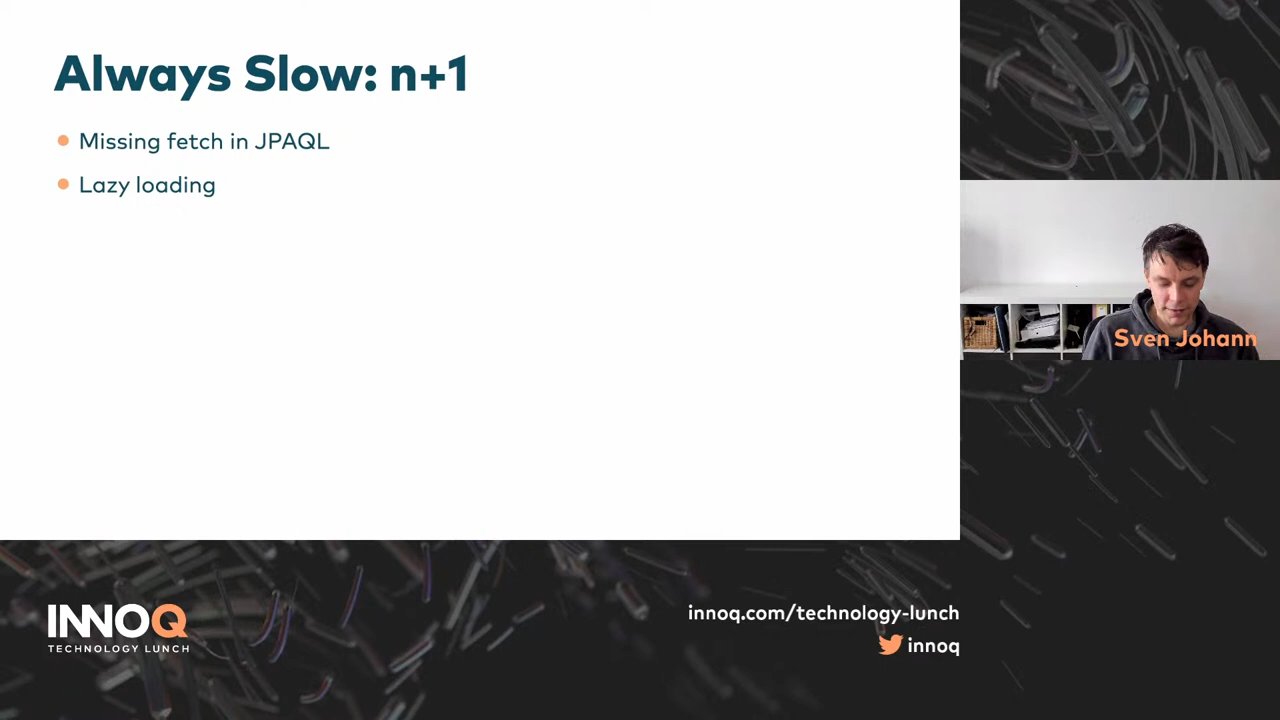 Always Slow: n+1
Missing fetch in JPAQL
Lazy loading
Sven Johann
INNOQ
TECHNOLOGY LUNCH
innoq.com/technology-lunch
innoq